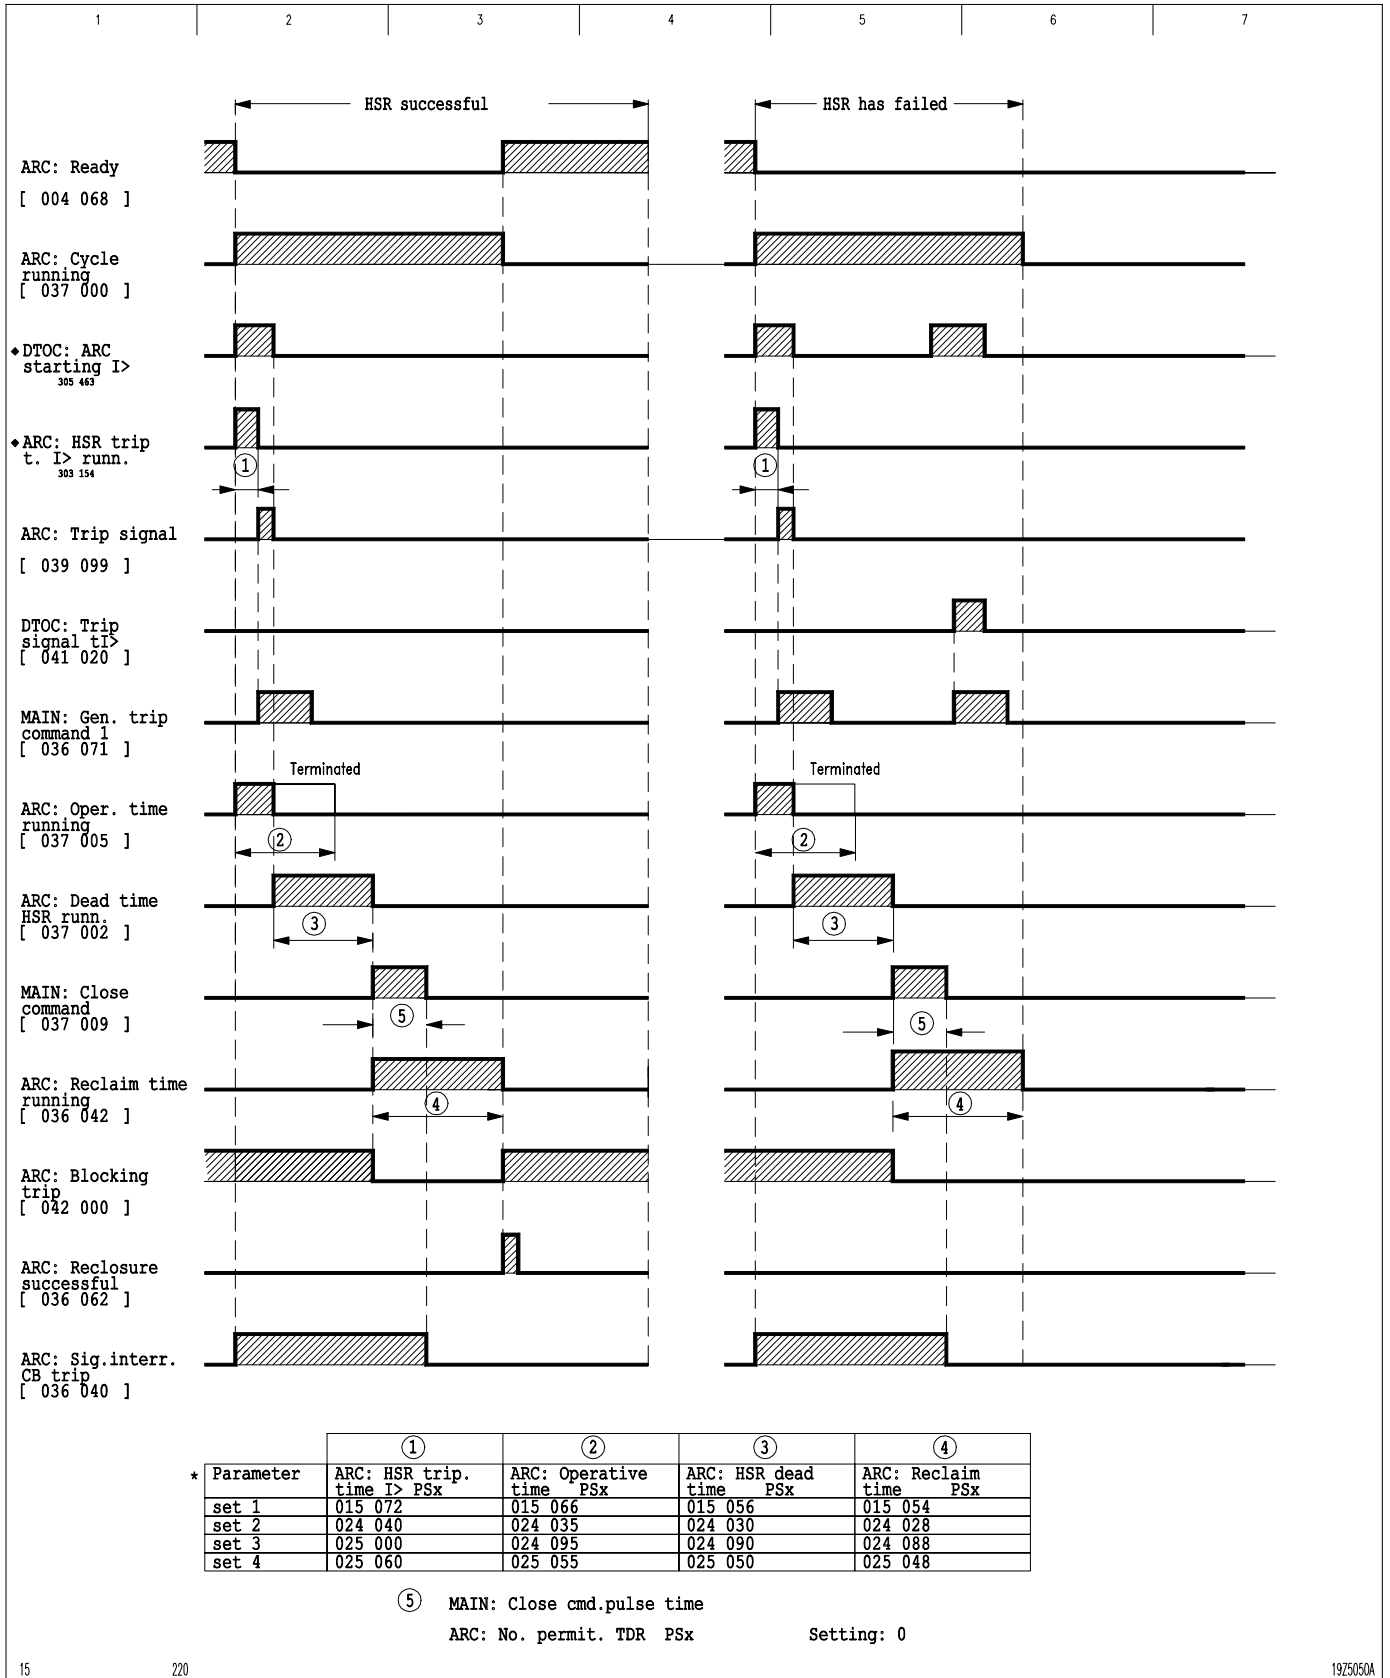 1 2 3 4 5 6 7
HSR successful HSR has failed
ARC: Ready
[ 004 068 ]
ARC: Cycle
running
[ 037 000 ]
◆DTOC: ARC
starting I>
305 463
◆ARC: HSR trip
t. I> runn.
303 154
1 1
ARC: Trip signal
[ 039 099 ]
DTOC: Trip
signal tI>
[ 041 020 ]
MAIN: Gen. trip
command 1
[ 036 071 ]
Terminated Terminated
ARC: Oper. time
running
[ 037 005 ]
2 2
ARC: Dead time
HSR runn.
[ 037 002 ]
3 3
MAIN: Close
command
[ 037 009 ]
5 5
ARC: Reclaim time
running
[ 036 042 ]
4 4
ARC: Blocking
trip
[ 042 000 ]
ARC: Reclosure
successful
[ 036 062 ]
ARC: Sig.interr.
CB trip
[ 036 040 ]
1 2 3 4
* Parameter ARC: HSR trip. ARC: Operative ARC: HSR dead ARC: Reclaim
time I> PSx time PSx time PSx time PSx
set 1 015 072 015 066 015 056 015 054
set 2 024 040 024 035 024 030 024 028
set 3 025 000 024 095 024 090 024 088
set 4 025 060 025 055 025 050 025 048
5 MAIN: Close cmd.pulse time
ARC: No. permit. TDR PSx Setting: 0
15 220 19Z5050A